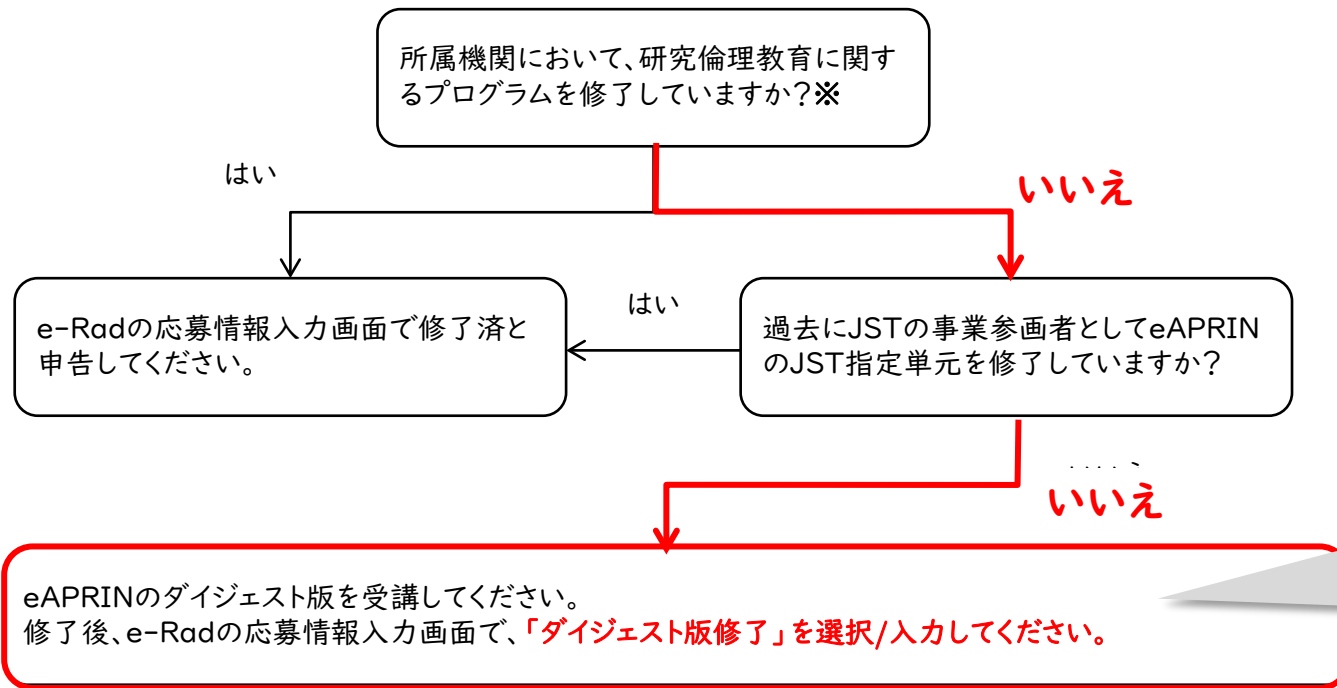 所属機関において、研究倫理教育に関す
るプログラムを修了していますか？※
はい
いいえ
e-Radの応募情報入力画面で修了済と
申告してください。
はい
過去にJSTの事業参画者としてeAPRIN
のJST指定単元を修了していますか？
いいえ
eAPRINのダイジェスト版を受講してください。
修了後、e-Radの応募情報入力画面で、「ダイジェスト版修了」を選択/入力してください。